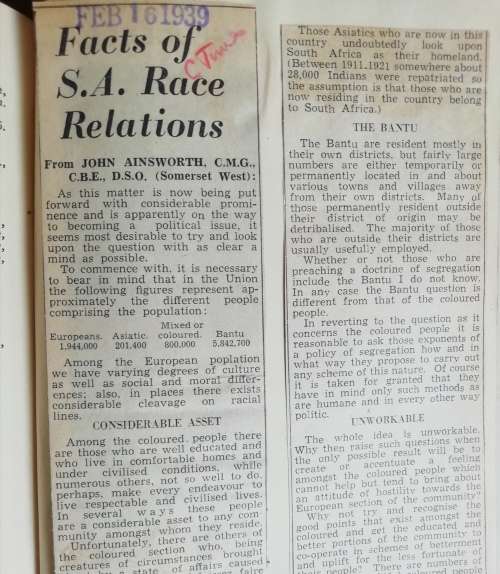 FEB 16 1939
C Times
Facts of
S.A. Race
Relations
From JOHN AINSWORTH, C.M.G.,
C.B.E., D.S.O. (Somerset West):
As this matter is now being put
forward with considerable promi-
nence and is apparently on the way
to becoming a political issue, it
seems most desirable to try and look
upon the question with as clear a
mind as possible.
To commence with, it is necessary
to bear in mind that in the Union
the following figures represent ap-
proximately the different people
comprising the population:
Mixed or
Europeans. Asiatic. coloured. Bantu
1,944,000 201,400 800,000 5,842,700
Among the European poplation
we have varying degrees of culture
as well as social and moral differ-
ences; also, in places there exists
considerable cleavage on racial
lines.
CONSIDERABLE ASSET
Among the coloured people there
are those who are well educated and
who live in comfortable homes and
under civilised conditions, while
numerous others, not so well to do,
perhaps, make every endeavour to
live respectable and civilised lives.
In several ways these people
are a considerable asset to any com
munity amongst whom they reside.
Unfortunately, there are others of
the coloured section who, being
creatures of circumstances brought
a state of affairs caused
Those Asiatics who are now in this
country undoubtedly look upon
South Africa as their homeland.
(Between 1911-1921 somewhere about
28,000 Indians were repatriated so
the assumption is that those who are
now residing in the country belong
to South Africa.)
THE BANTU
The Bantu are resident mostly in
their own districts, but fairly large
numbers are either temporarily or
permanently located in and about
various towns and villages away
from their own districts. Many of
those permanently resident outside
their district of origin may be
detribalised. The majority of those
who are outside their districts are
usually usefully employed.
Whether or not those who are
preaching a doctrine of segregation
include the Bantu I do not know.
In any case the Bantu question is
different from that of the coloured
people.
In reverting to the question as it
concerns the coloured people it is
reasonable to ask those exponents of
a policy of segregation how and in
what way they propose to carry out
any scheme of this nature. Of course
it is taken for granted that they
have in mind only such methods as
are humane and in every other way
politic.
UNWORKABLE
The whole idea is unworkable.
Why then raise such questions when
the only possible result will be to
create or accentuate a feeling
amongst the coloured people which
cannot help but tend to bring about
an attitude of hostility towards the
European section of the community?
Why not try and recognise the
good points that exist amongst the
coloured and get the educated and
better portions of the community to
co-operate in schemes of betterment
and uplift for the less fortunate of
their people? There are numbers of
coloured people